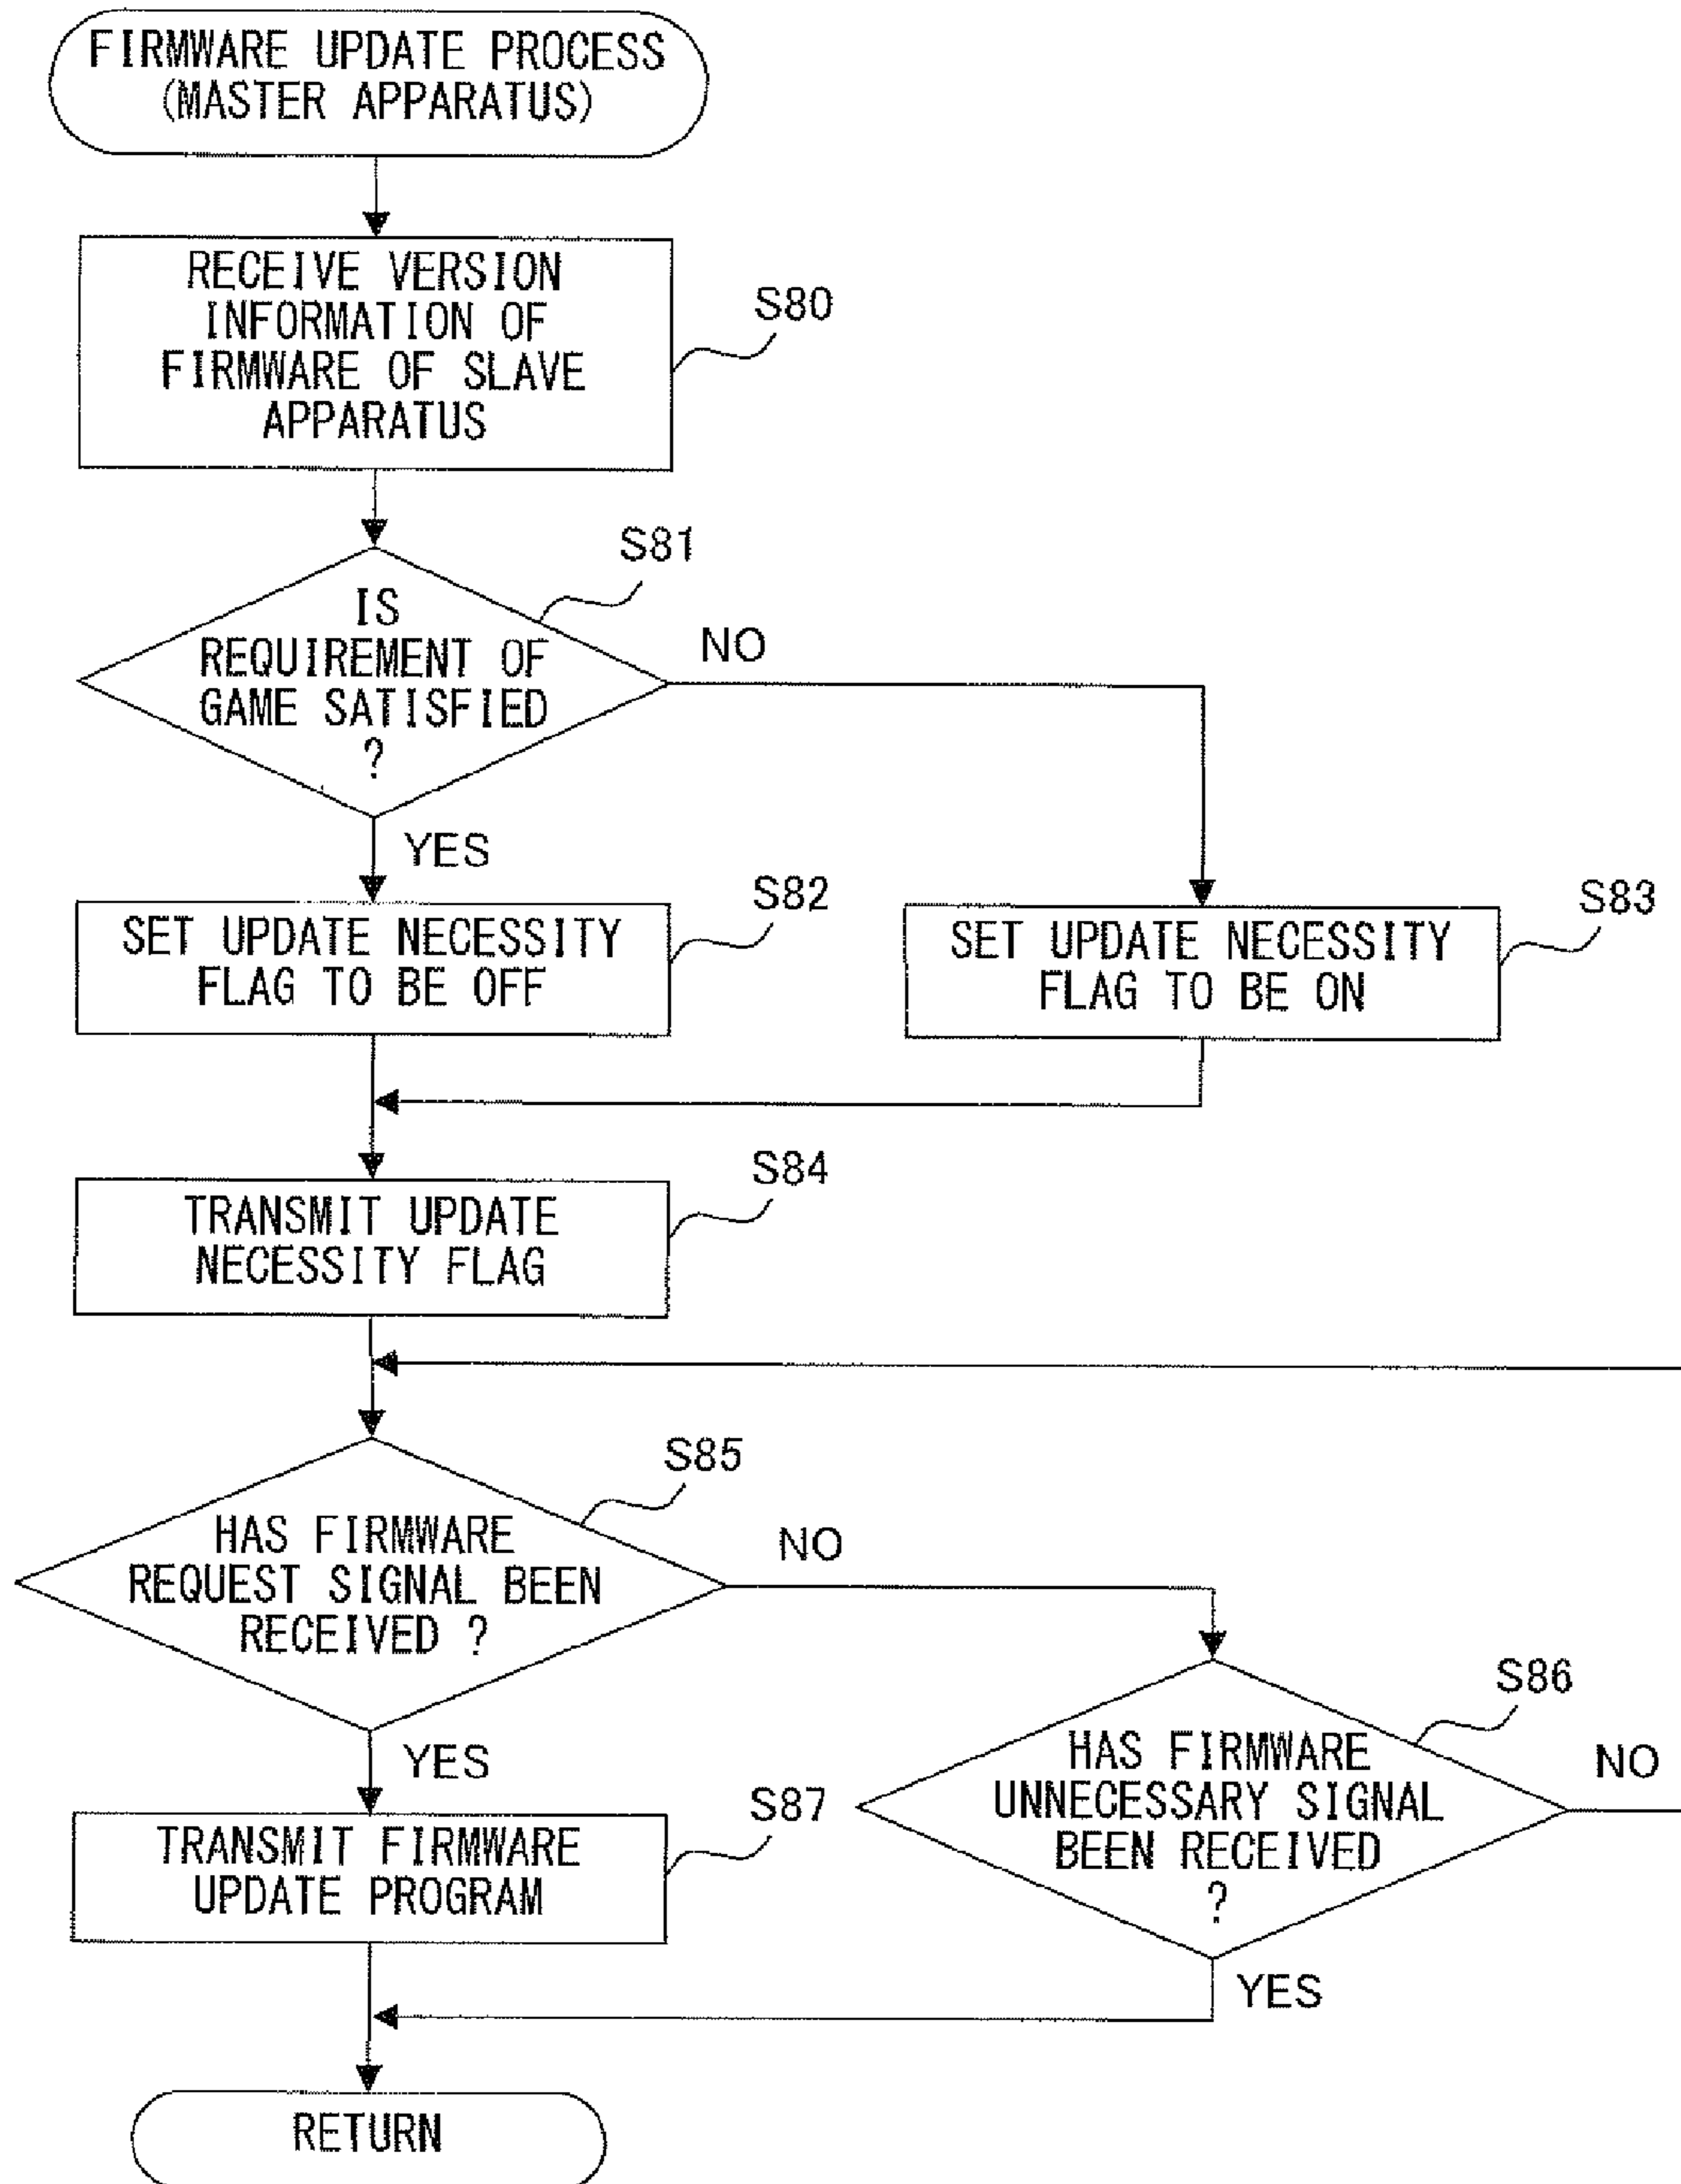 FIRMWARE UPDATE PROCESS
(MASTER APPARATUS)
RECEIVE VERSION
INFORMATION OF
FIRMWARE OF SLAVE
APPARATUS
S80
S81
IS
REQUIREMENT OF
GAME SATISFIED
?
NO
YES
S82
SET UPDATE NECESSITY
FLAG TO BE OFF
S83
SET UPDATE NECESSITY
FLAG TO BE ON
S84
TRANSMIT UPDATE
NECESSITY FLAG
S85
HAS FIRMWARE
REQUEST SIGNAL BEEN
RECEIVED ?
NO
YES
S86
HAS FIRMWARE
UNNECESSARY SIGNAL
BEEN RECEIVED
?
NO
YES
S87
TRANSMIT FIRMWARE
UPDATE PROGRAM
RETURN